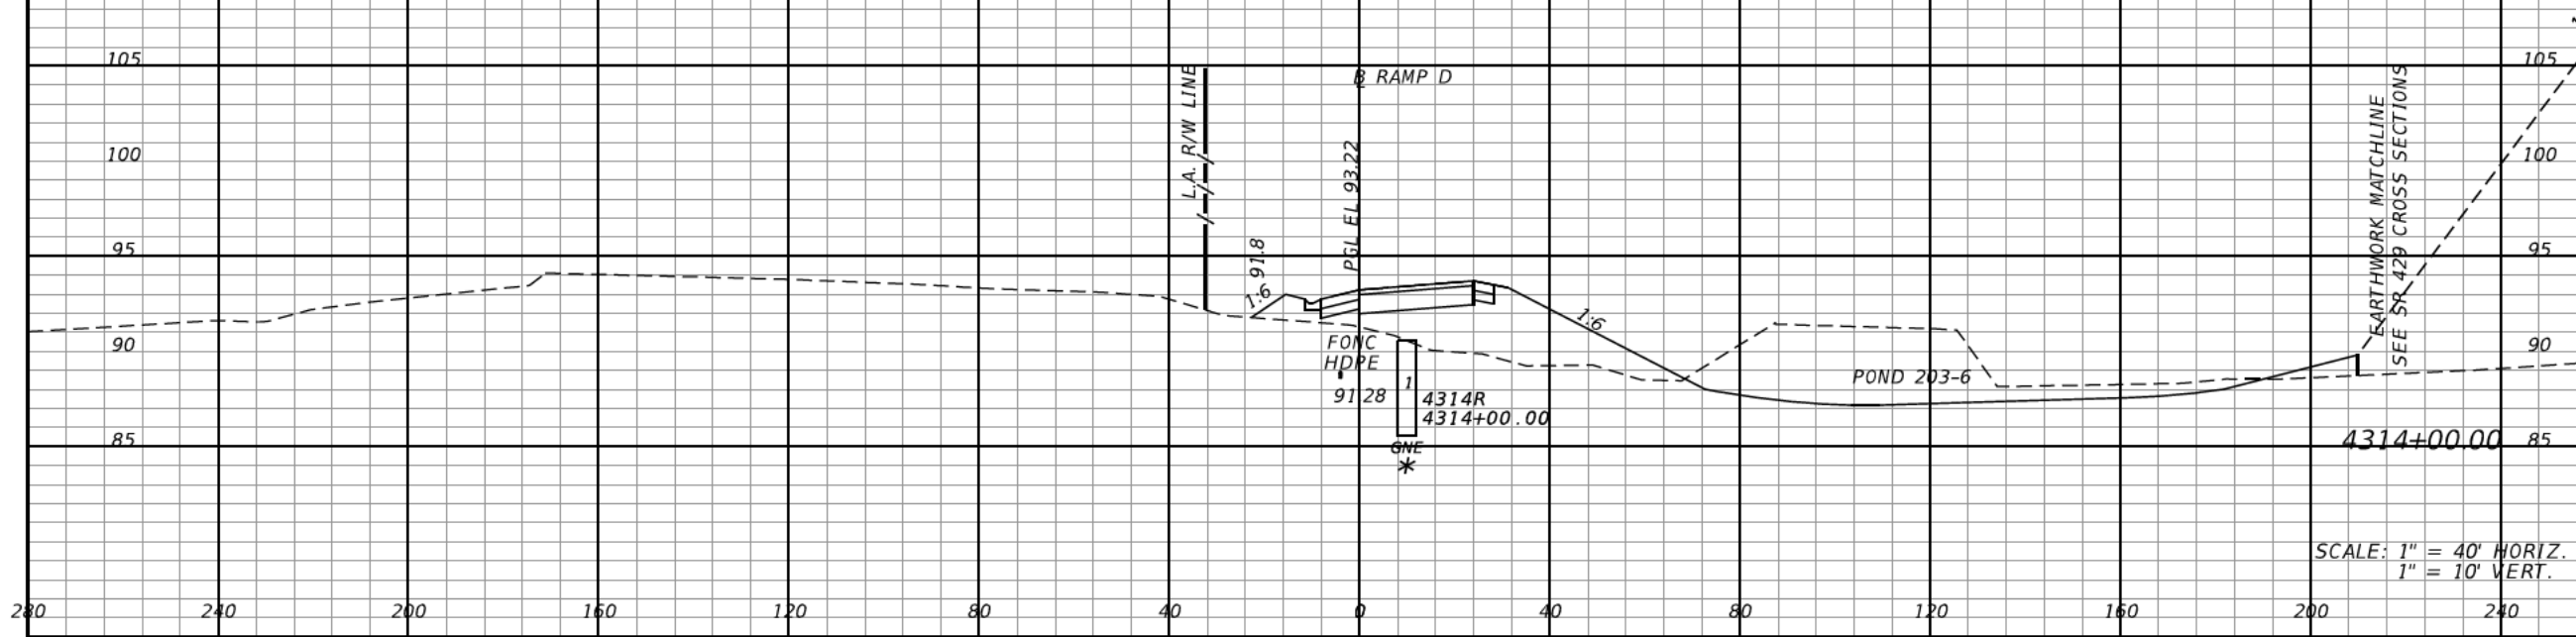 105
105
L.A. R/W LINE
B RAMP D
EARTHWORK MATCHLINE
SEE SR 429 CROSS SECTIONS
100
100
PGL EL 93.22
95
91.8
95
1:6
1:6
90
FONC
HDPE
91.28
1
4314R
4314+00.00
POND 203-6
90
85
GNE
*
4314+00.00
85
SCALE: 1" = 40' HORIZ.
1" = 10' VERT.
280 240 200 160 120 80 40 0 40 80 120 160 200 240